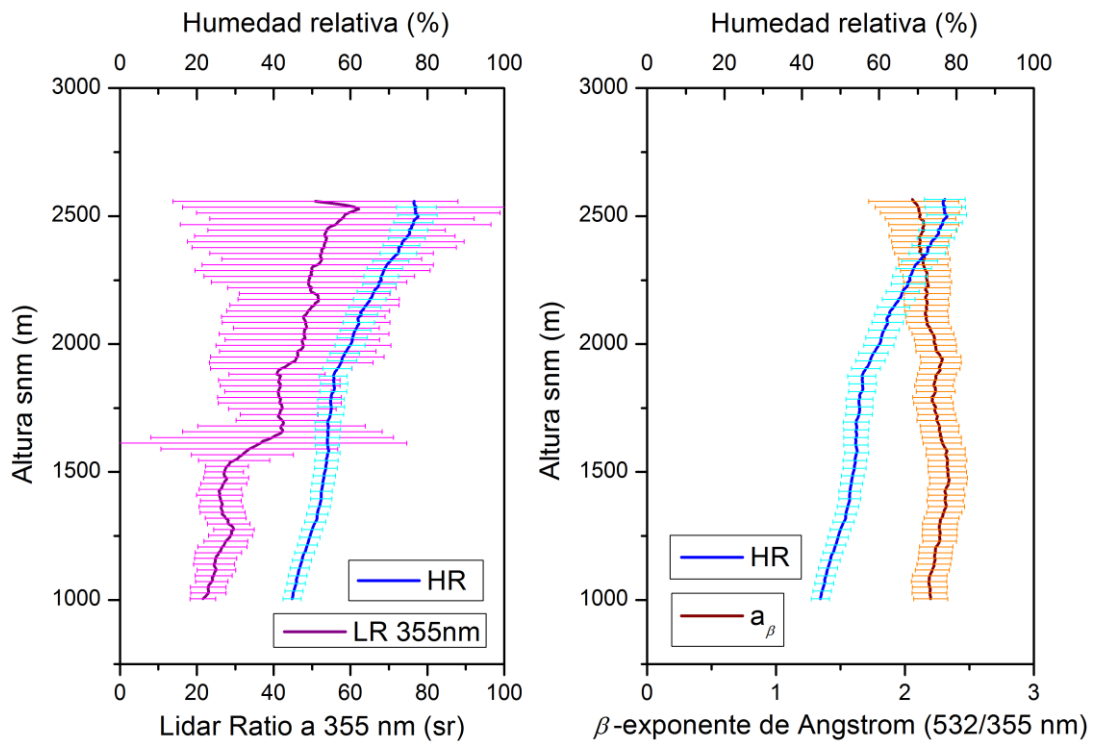 Humedad relativa (%)
0 20 40 60 80 100
3000
2500
2000
1500
1000
Altura snm (m)
HR
LR 355nm
0 20 40 60 80 100
Lidar Ratio a 355 nm (sr)
Humedad relativa (%)
0 20 40 60 80 100
3000
2500
2000
1500
1000
Altura snm (m)
HR
aβ
0 1 2 3
β-exponente de Angstrom (532/355 nm)